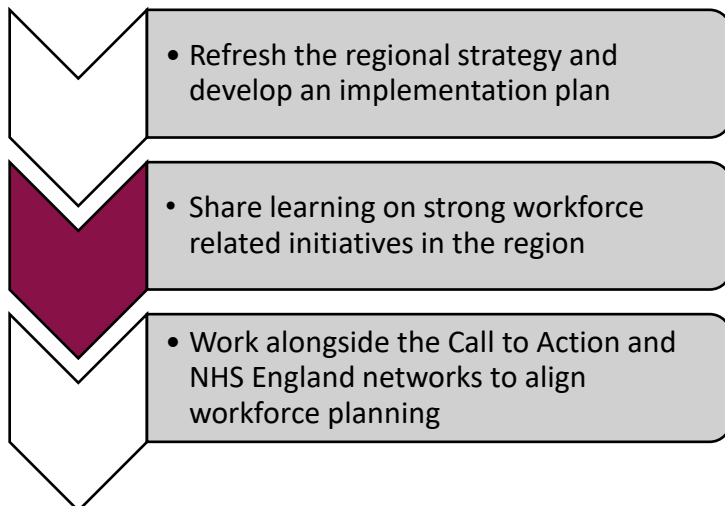 • Refresh the regional strategy and
develop an implementation plan
• Share learning on strong workforce
related initiatives in the region
• Work alongside the Call to Action and
NHS England networks to align
workforce planning